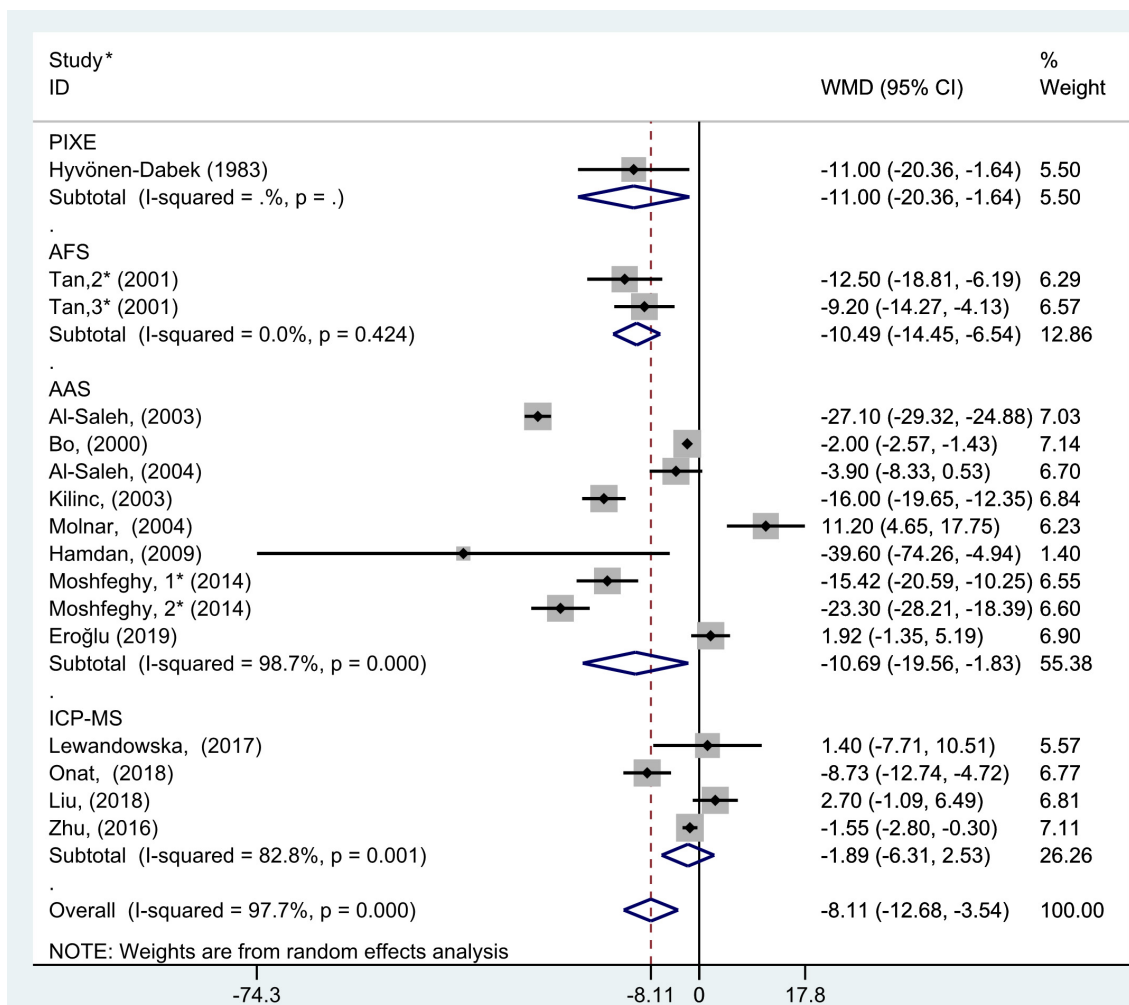 Study* %
ID WMD (95% CI) Weight
PIXE
Hyvönen-Dabek (1983) -11.00 (-20.36, -1.64) 5.50
Subtotal (I-squared = .%, p = .) -11.00 (-20.36, -1.64) 5.50
.
AFS
Tan,2* (2001) -12.50 (-18.81, -6.19) 6.29
Tan,3* (2001) -9.20 (-14.27, -4.13) 6.57
Subtotal (I-squared = 0.0%, p = 0.424) -10.49 (-14.45, -6.54) 12.86
.
AAS
Al-Saleh, (2003) -27.10 (-29.32, -24.88) 7.03
Bo, (2000) -2.00 (-2.57, -1.43) 7.14
Al-Saleh, (2004) -3.90 (-8.33, 0.53) 6.70
Kilinc, (2003) -16.00 (-19.65, -12.35) 6.84
Molnar, (2004) 11.20 (4.65, 17.75) 6.23
Hamdan, (2009) -39.60 (-74.26, -4.94) 1.40
Moshfeghy, 1* (2014) -15.42 (-20.59, -10.25) 6.55
Moshfeghy, 2* (2014) -23.30 (-28.21, -18.39) 6.60
Eroğlu (2019) 1.92 (-1.35, 5.19) 6.90
Subtotal (I-squared = 98.7%, p = 0.000) -10.69 (-19.56, -1.83) 55.38
.
ICP-MS
Lewandowska, (2017) 1.40 (-7.71, 10.51) 5.57
Onat, (2018) -8.73 (-12.74, -4.72) 6.77
Liu, (2018) 2.70 (-1.09, 6.49) 6.81
Zhu, (2016) -1.55 (-2.80, -0.30) 7.11
Subtotal (I-squared = 82.8%, p = 0.001) -1.89 (-6.31, 2.53) 26.26
.
Overall (I-squared = 97.7%, p = 0.000) -8.11 (-12.68, -3.54) 100.00
NOTE: Weights are from random effects analysis
-74.3 -8.11 0 17.8